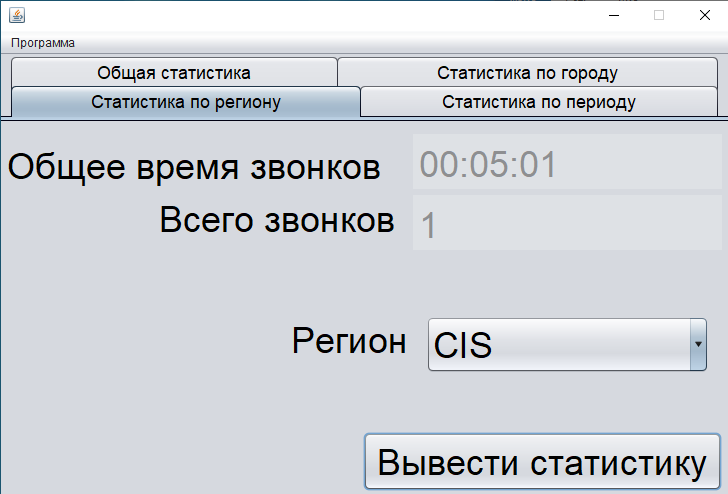 Программа
Общая статистика
Статистика по городу
Статистика по региону
Статистика по периоду
Общее время звонков
00:05:01
Всего звонков
1
Регион
CIS
Вывести статистику